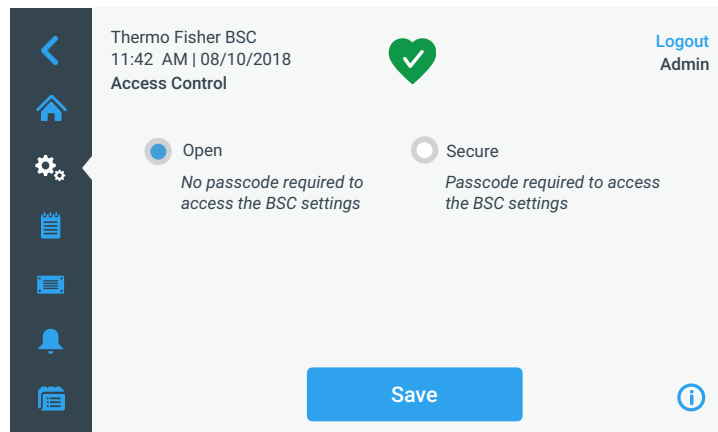 Thermo Fisher BSC
11:42 AM | 08/10/2018
Access Control
Logout
Admin
Open
No passcode required to
access the BSC settings
Secure
Passcode required to access
the BSC settings
Save